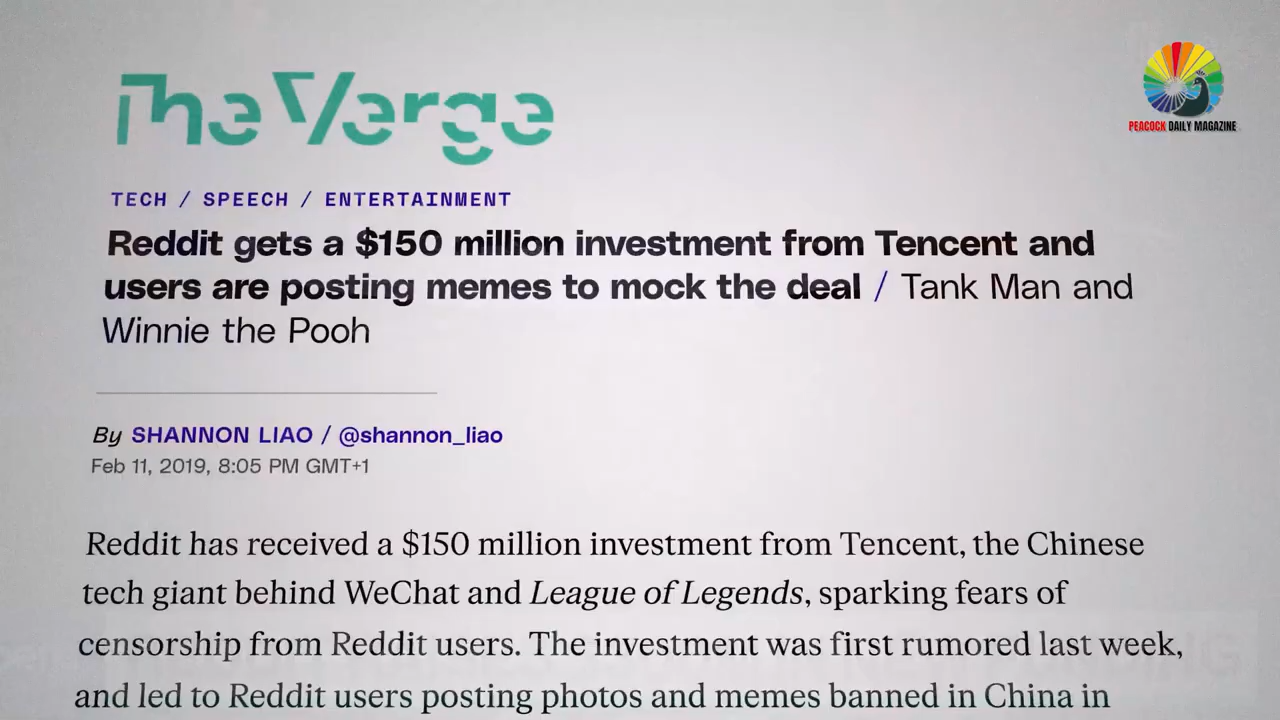 The Verge
PEACOCK DAILY MAGAZINE
TECH / SPEECH / ENTERTAINMENT
Reddit gets a $150 million investment from Tencent and
users are posting memes to mock the deal / Tank Man and
Winnie the Pooh
By SHANNON LIAO / @shannon_liao
Feb 11, 2019, 8:05 PM GMT+1
Reddit has received a $150 million investment from Tencent, the Chinese
tech giant behind WeChat and League of Legends, sparking fears of
censorship from Reddit users. The investment was first rumored last week,
and led to Reddit users posting photos and memes banned in China in